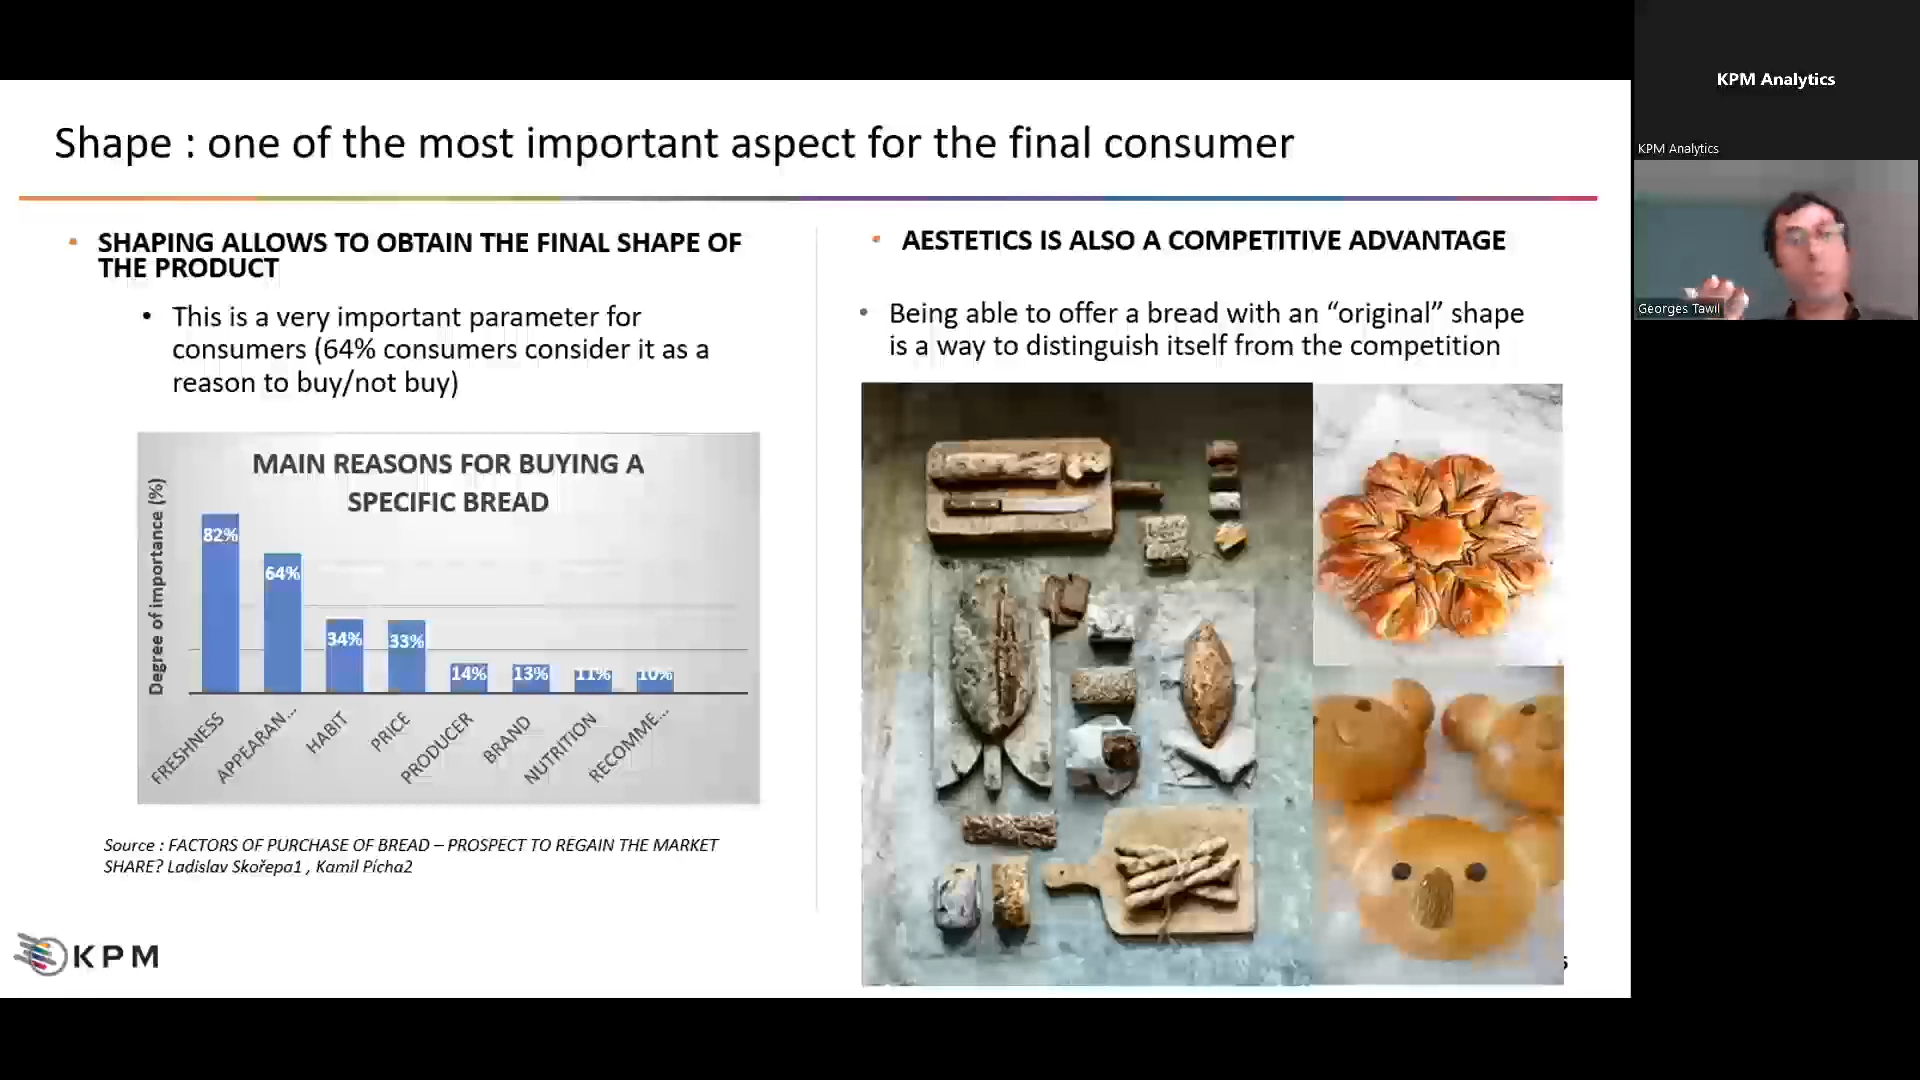 Shape : one of the most important aspect for the final consumer
SHAPING ALLOWS TO OBTAIN THE FINAL SHAPE OF
THE PRODUCT
This is a very important parameter for
consumers (64% consumers consider it as a
reason to buy/not buy)
MAIN REASONS FOR BUYING A
SPECIFIC BREAD
Degree of importance (%)
82%
64%
34%
33%
14%
13%
11%
10%
FRESHNESS
APPEARAN...
HABIT
PRICE
PRODUCER
BRAND
NUTRITION
RECOMME...
Source : FACTORS OF PURCHASE OF BREAD – PROSPECT TO REGAIN THE MARKET
SHARE? Ladislav Skořepa1 , Kamil Pícha2
KPM
AESTETICS IS ALSO A COMPETITIVE ADVANTAGE
Being able to offer a bread with an “original” shape
is a way to distinguish itself from the competition
KPM Analytics
KPM Analytics
Georges Tawil